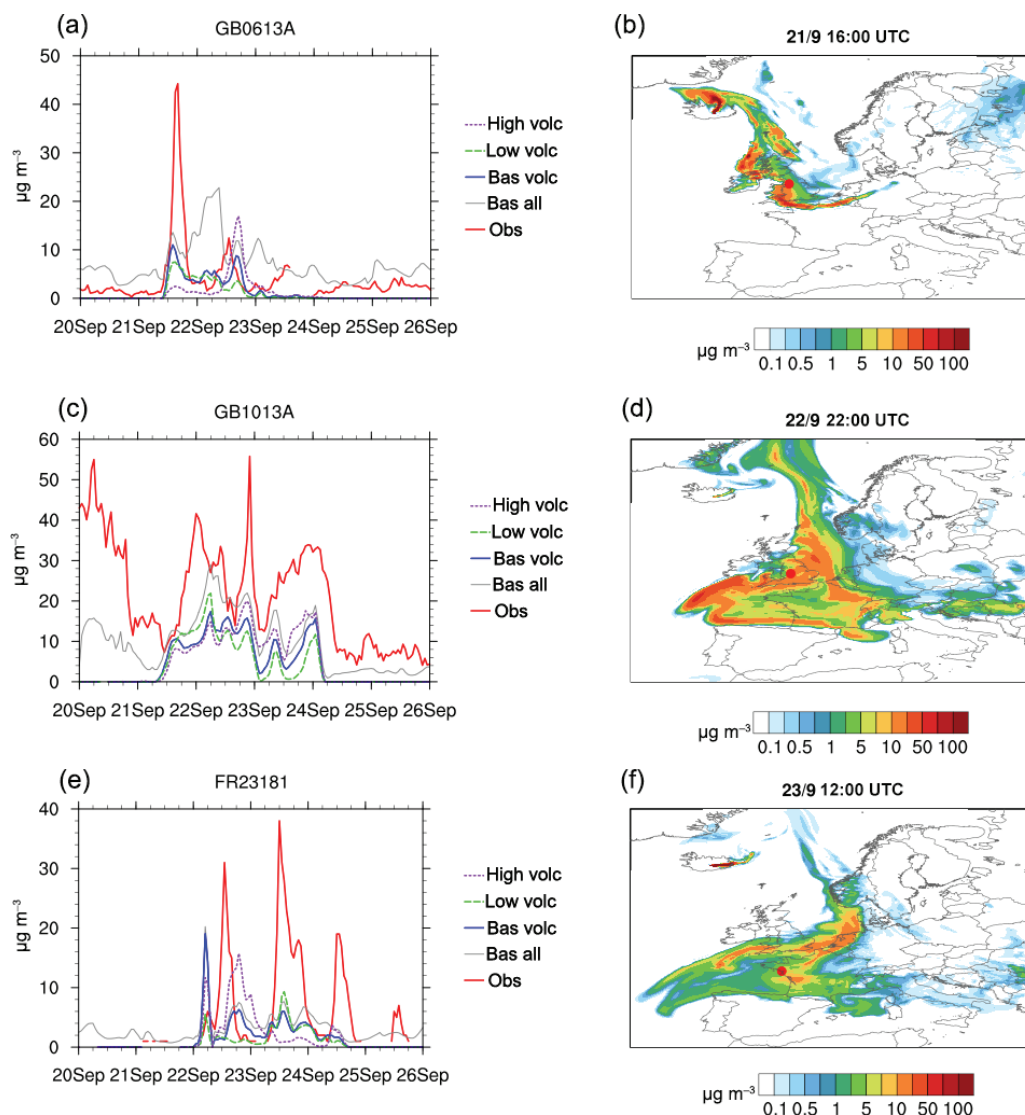 (a)
GB0613A
µg m⁻³
50
40
30
20
10
0
20Sep 21Sep 22Sep 23Sep 24Sep 25Sep 26Sep
High volc
Low volc
Bas volc
Bas all
Obs
(b)
21/9 16:00 UTC
µg m⁻³
0.1 0.5 1 5 10 50 100
(c)
GB1013A
µg m⁻³
60
50
40
30
20
10
0
20Sep 21Sep 22Sep 23Sep 24Sep 25Sep 26Sep
High volc
Low volc
Bas volc
Bas all
Obs
(d)
22/9 22:00 UTC
µg m⁻³
0.1 0.5 1 5 10 50 100
(e)
FR23181
µg m⁻³
40
30
20
10
0
20Sep 21Sep 22Sep 23Sep 24Sep 25Sep 26Sep
High volc
Low volc
Bas volc
Bas all
Obs
(f)
23/9 12:00 UTC
µg m⁻³
0.1 0.5 1 5 10 50 100